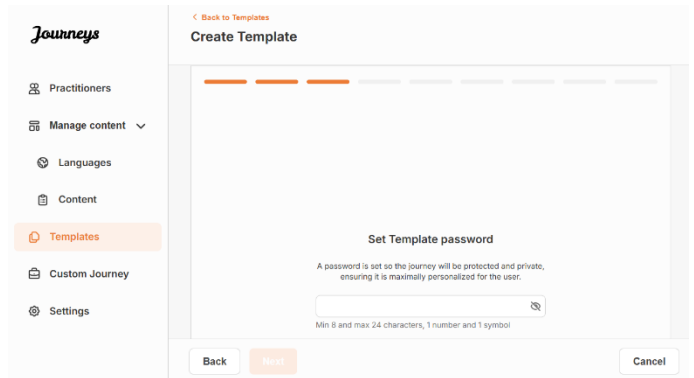 Journeys
Practitioners
Manage content
Languages
Content
Templates
Custom Journey
Settings
< Back to Templates
Create Template
Set Template password
A password is set so the journey will be protected and private,
ensuring it is maximally personalized for the user.
Min 8 and max 24 characters, 1 number and 1 symbol
Back
Next
Cancel